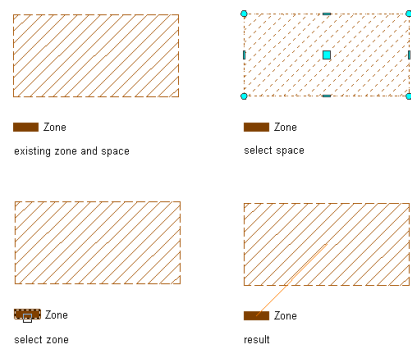 Zone
existing zone and space
Zone
select space
Zone
select zone
Zone
result